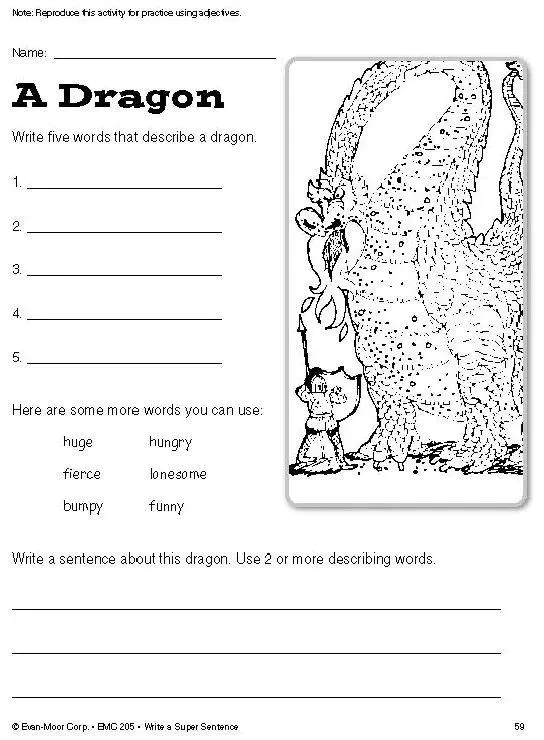 Note: Reproduce this activity for practice using adjectives.
Name:
A Dragon
Write five words that describe a dragon.
1.
2.
3.
4.
5.
Here are some more words you can use:
huge hungry
fierce lonesome
bumpy funny
Write a sentence about this dragon. Use 2 or more describing words.
© Evan-Moor Corp. • EMC 205 • Write a Super Sentence 59